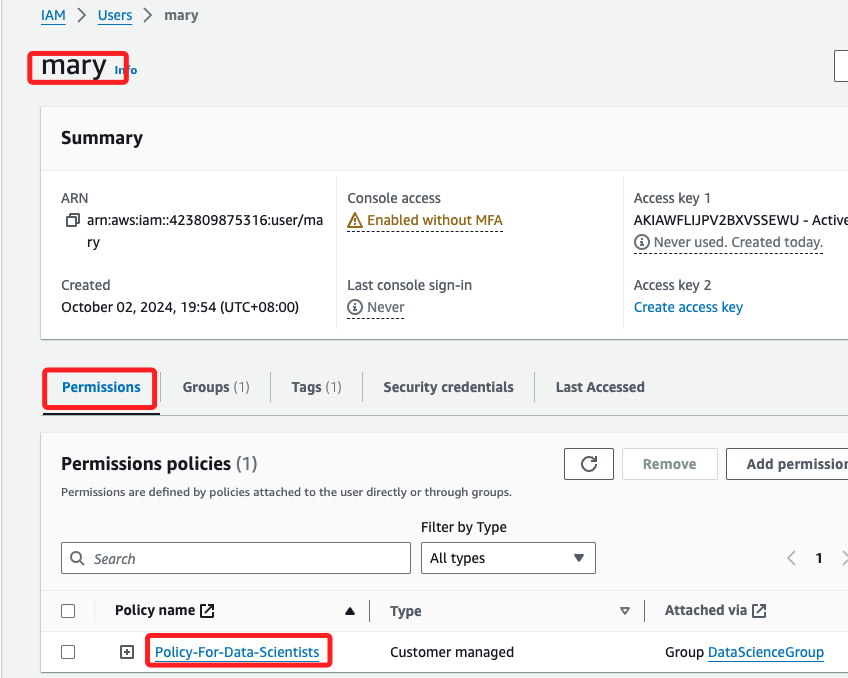 IAM > Users > mary
mary Info
Summary
ARN
arn:aws:iam::423809875316:user/ma
ry
Console access
Enabled without MFA
Access key 1
AKIAWFLIJPV2BXVSSEWU - Active
Never used. Created today.
Created
October 02, 2024, 19:54 (UTC+08:00)
Last console sign-in
Never
Access key 2
Create access key
Permissions
Groups (1)
Tags (1)
Security credentials
Last Accessed
Permissions policies (1)
Remove
Add permission
Permissions are defined by policies attached to the user directly or through groups.
Filter by Type
Search
All types
1
Policy name
Type
Attached via
Policy-For-Data-Scientists
Customer managed
Group DataScienceGroup